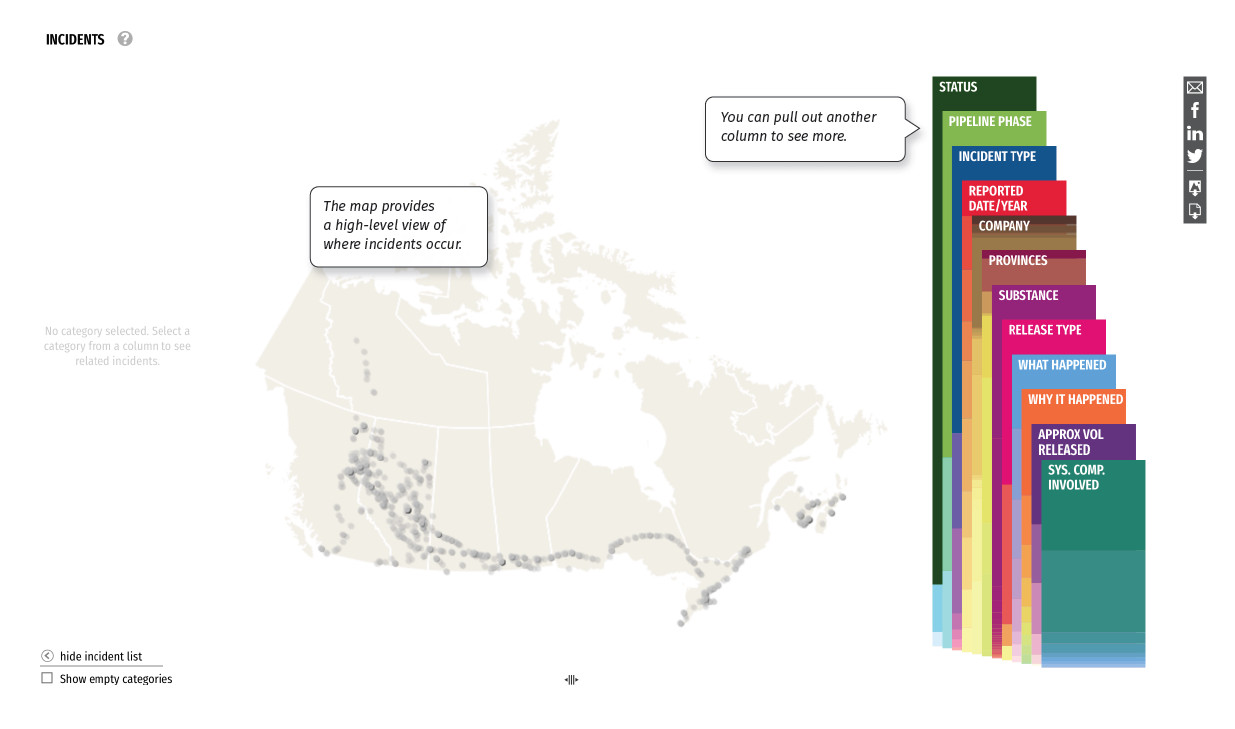 INCIDENTS ?
STATUS
PIPELINE PHASE
You can pull out another
column to see more.
INCIDENT TYPE
REPORTED
DATE/YEAR
The map provides
a high-level view of
where incidents occur.
COMPANY
PROVINCES
SUBSTANCE
RELEASE TYPE
No category selected. Select a
category from a column to see
related incidents.
WHAT HAPPENED
WHY IT HAPPENED
APPROX VOL
RELEASED
SYS. COMP.
INVOLVED
hide incident list
Show empty categories